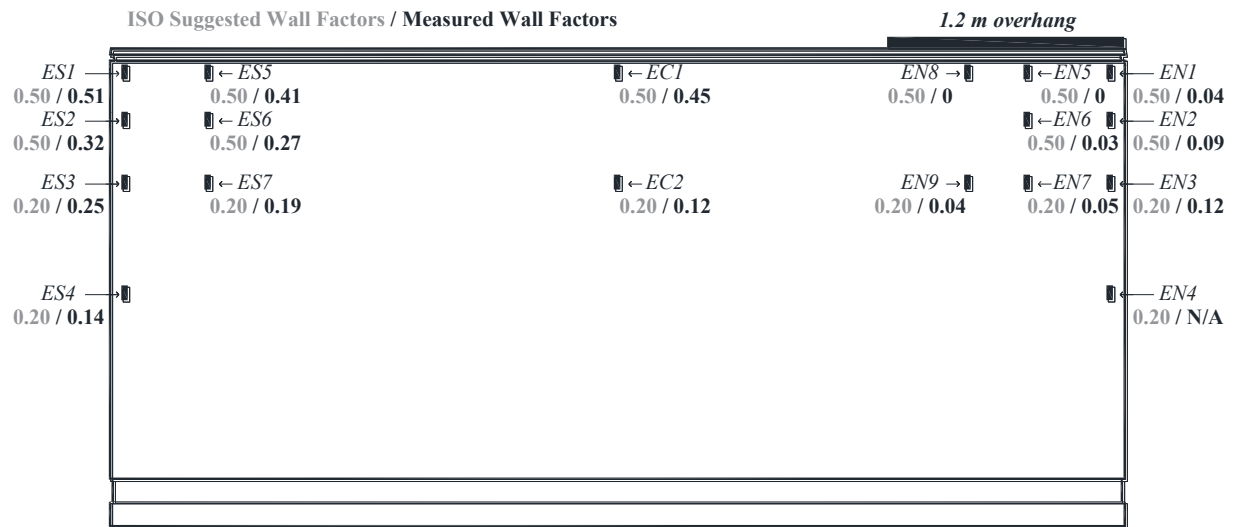 ISO Suggested Wall Factors / Measured Wall Factors
1.2 m overhang
ES1 → ← ES5 ← EC1 EN8 → ← EN5 ← EN1
0.50 / 0.51 0.50 / 0.41 0.50 / 0.45 0.50 / 0 0.50 / 0 0.50 / 0.04
ES2 → ← ES6 ← EN6 ← EN2
0.50 / 0.32 0.50 / 0.27 0.50 / 0.03 0.50 / 0.09
ES3 → ← ES7 ← EC2 EN9 → ← EN7 ← EN3
0.20 / 0.25 0.20 / 0.19 0.20 / 0.12 0.20 / 0.04 0.20 / 0.05 0.20 / 0.12
ES4 → ← EN4
0.20 / 0.14 0.20 / N/A